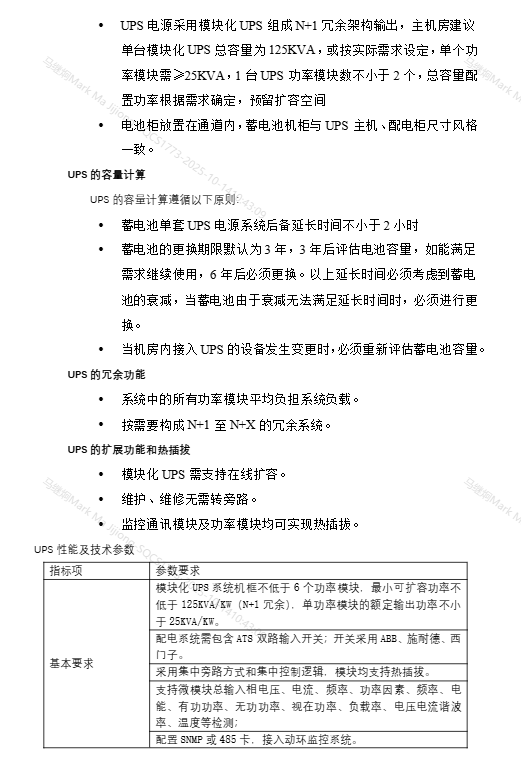 • UPS 电源采用模块化 UPS 组成 N+1 冗余架构输出，主机房建议
单台模块化 UPS 总容量为 125KVA，或按实际需求设定，单个功
率模块需≥25KVA，1 台 UPS 功率模块数不小于 2 个，总容量配
置功率根据需求确定，预留扩容空间
• 电池柜放置在通道内，蓄电池机柜与 UPS 主机、配电柜尺寸风格
一致。
UPS 的容量计算
UPS 的容量计算遵循以下原则:
• 蓄电池单套 UPS 电源系统后备延长时间不小于 2 小时
• 蓄电池的更换期限默认为 3 年，3 年后评估电池容量，如能满足
需求继续使用，6 年后必须更换。以上延长时间必须考虑到蓄电
池的衰减，当蓄电池由于衰减无法满足延长时间时，必须进行更
换。
• 当机房内接入 UPS 的设备发生变更时，必须重新评估蓄电池容量。
UPS 的冗余功能
• 系统中的所有功率模块平均负担系统负载。
• 按需要构成 N+1 至 N+X 的冗余系统。
UPS 的扩展功能和热插拔
• 模块化 UPS 需支持在线扩容。
• 维护、维修无需转旁路。
• 监控通讯模块及功率模块均可实现热插拔。
UPS 性能及技术参数
指标项 参数要求
模块化 UPS 系统机框不低于 6 个功率模块，最小可扩容功率不
低于 125KVA/KW（N+1 冗余），单功率模块的额定输出功率不小
于 25KVA/KW。
配电系统需包含 ATS 双路输入开关；开关采用 ABB、施耐德、西
门子。
基本要求
采用集中旁路方式和集中控制逻辑，模块均支持热插拔。
支持微模块总输入相电压、电流、频率、功率因素、频率、电
能、有功功率、无功功率、视在功率、负载率、电压电流谐波
率、温度等检测；
配置 SNMP 或 485 卡，接入动环监控系统。